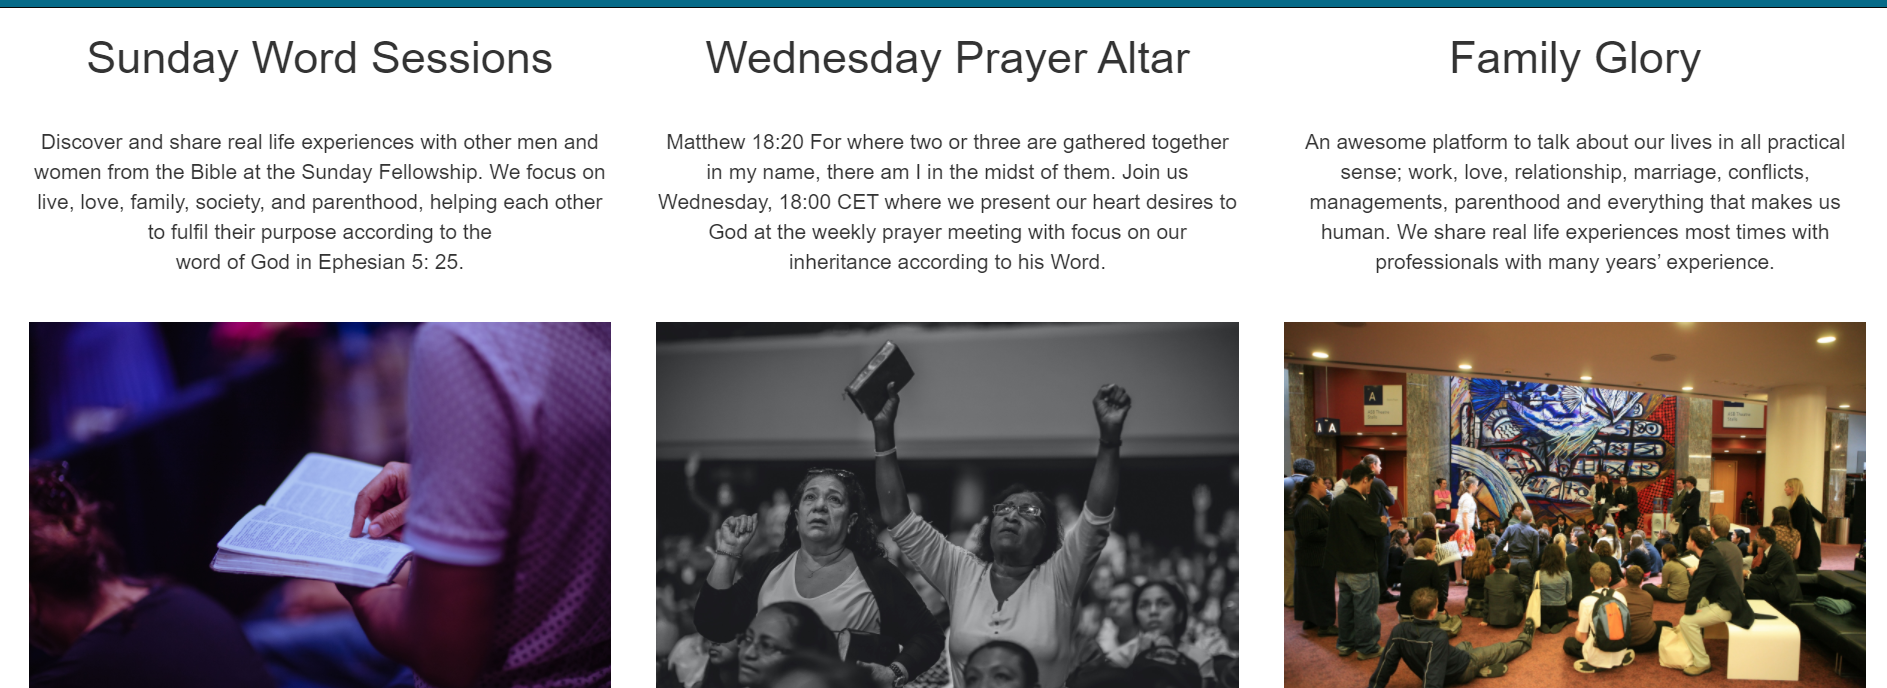 Sunday Word Sessions
Discover and share real life experiences with other men and
women from the Bible at the Sunday Fellowship. We focus on
live, love, family, society, and parenthood, helping each other
to fulfil their purpose according to the
word of God in Ephesian 5: 25.
Wednesday Prayer Altar
Matthew 18:20 For where two or three are gathered together
in my name, there am I in the midst of them. Join us
Wednesday, 18:00 CET where we present our heart desires to
God at the weekly prayer meeting with focus on our
inheritance according to his Word.
Family Glory
An awesome platform to talk about our lives in all practical
sense; work, love, relationship, marriage, conflicts,
managements, parenthood and everything that makes us
human. We share real life experiences most times with
professionals with many years’ experience.
A
A